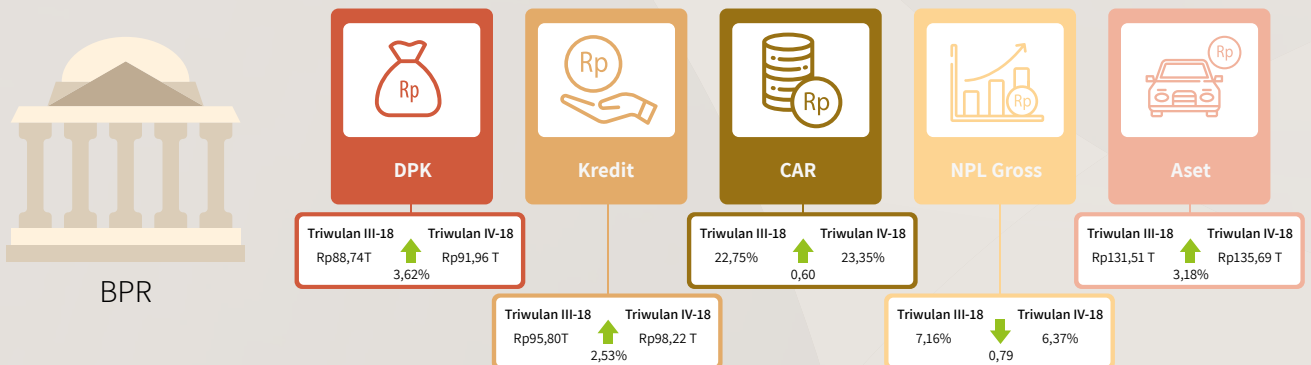 Rp
Rp
Rp
Rp
Rp
DPK
Kredit
CAR
NPL Gross
Aset
BPR
Triwulan III-18 Triwulan IV-18
Rp88,74T Rp91,96 T
3,62%
Triwulan III-18 Triwulan IV-18
Rp95,80T Rp98,22 T
2,53%
Triwulan III-18 Triwulan IV-18
22,75% 23,35%
0,60
Triwulan III-18 Triwulan IV-18
7,16% 6,37%
0,79
Triwulan III-18 Triwulan IV-18
Rp131,51 T Rp135,69 T
3,18%